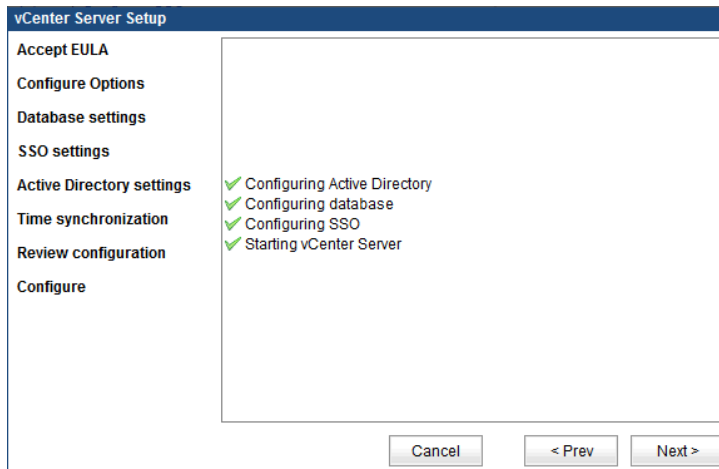 vCenter Server Setup
Accept EULA
Configure Options
Database settings
SSO settings
Active Directory settings
Time synchronization
Review configuration
Configure
Configuring Active Directory
Configuring database
Configuring SSO
Starting vCenter Server
Cancel
< Prev
Next >